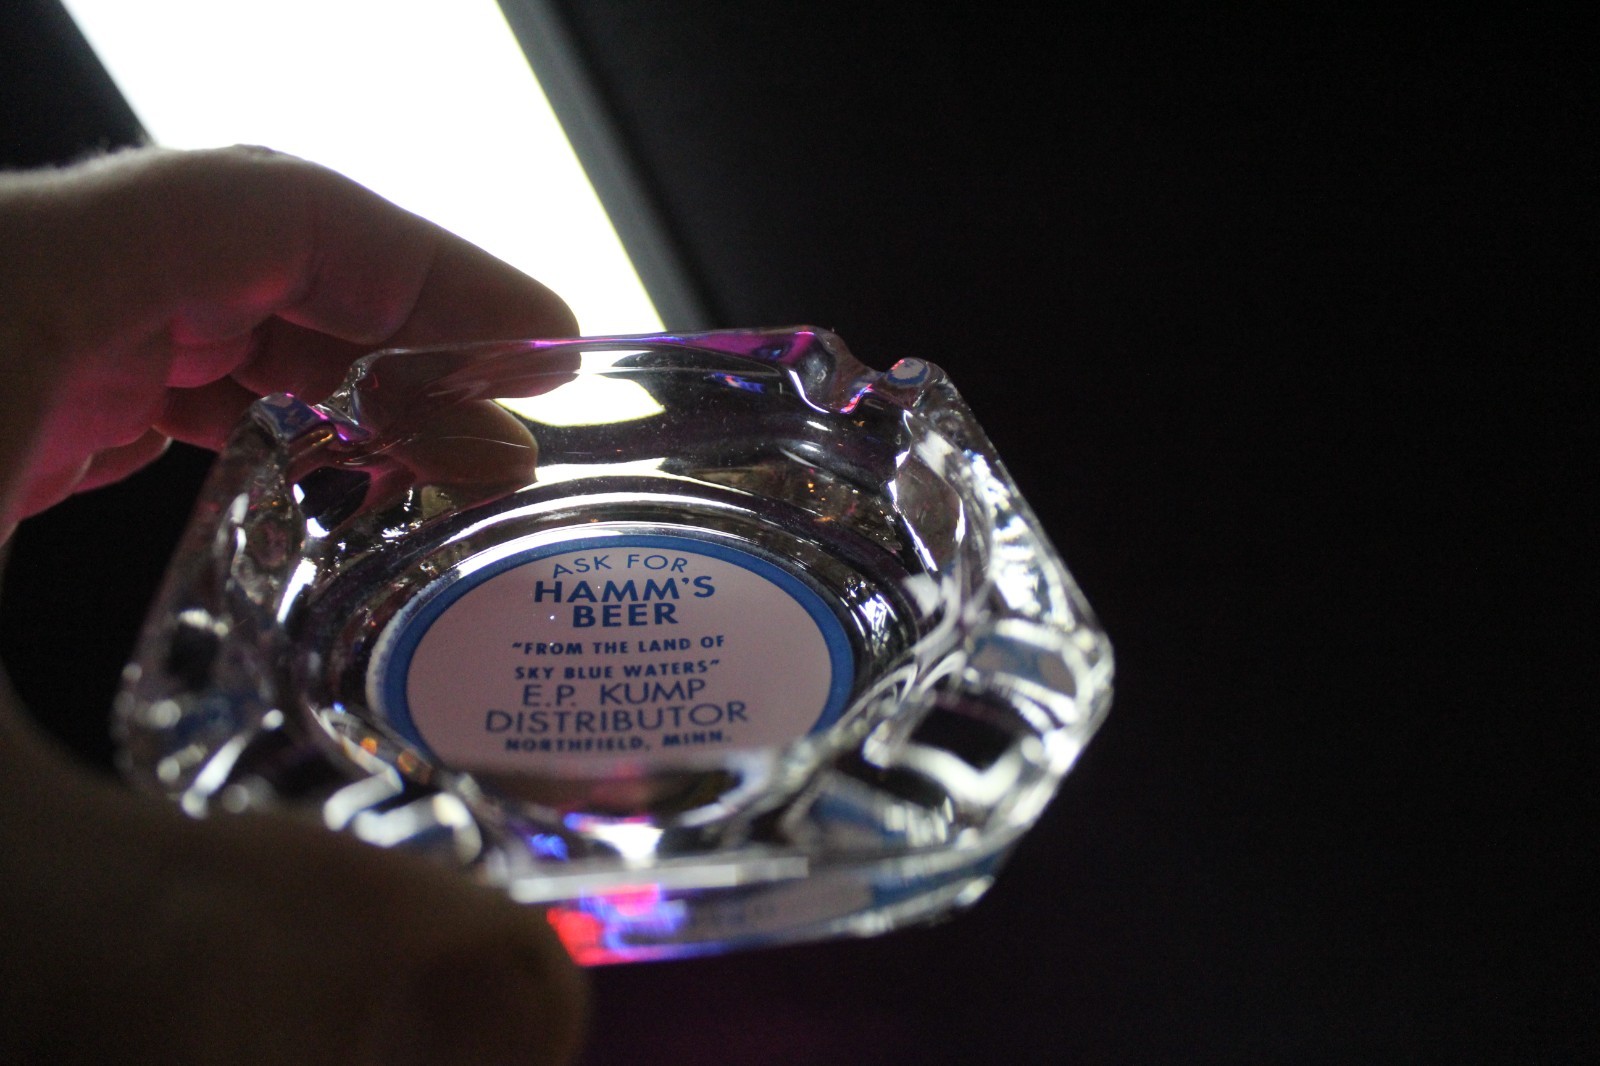 ASK FOR
HAMM'S
BEER
"FROM THE LAND OF
SKY BLUE WATERS"
E.P. KUMP
DISTRIBUTOR
NORTHFIELD, MINN.